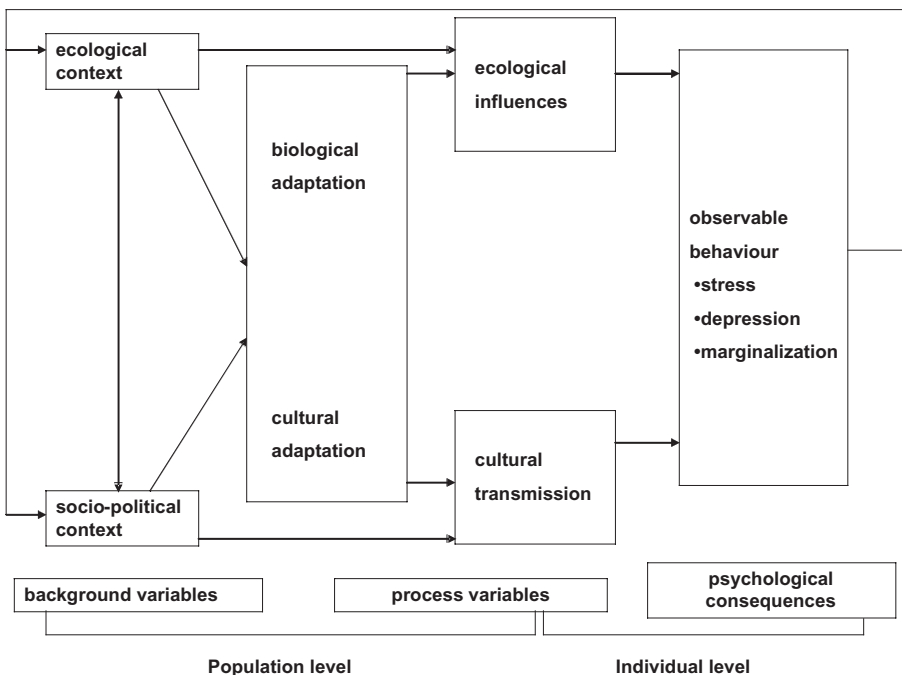 ecological
context
biological
adaptation
cultural
adaptation
socio-political
context
ecological
influences
cultural
transmission
observable
behaviour
•stress
•depression
•marginalization
background variables
process variables
psychological
consequences
Population level
Individual level